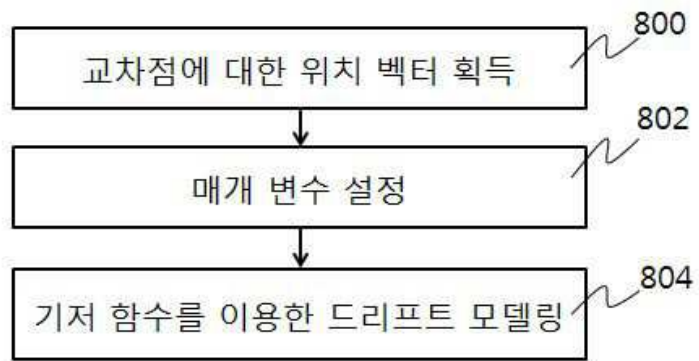 800
교차점에 대한 위치 벡터 획득
802
매개 변수 설정
804
기저 함수를 이용한 드리프트 모델링